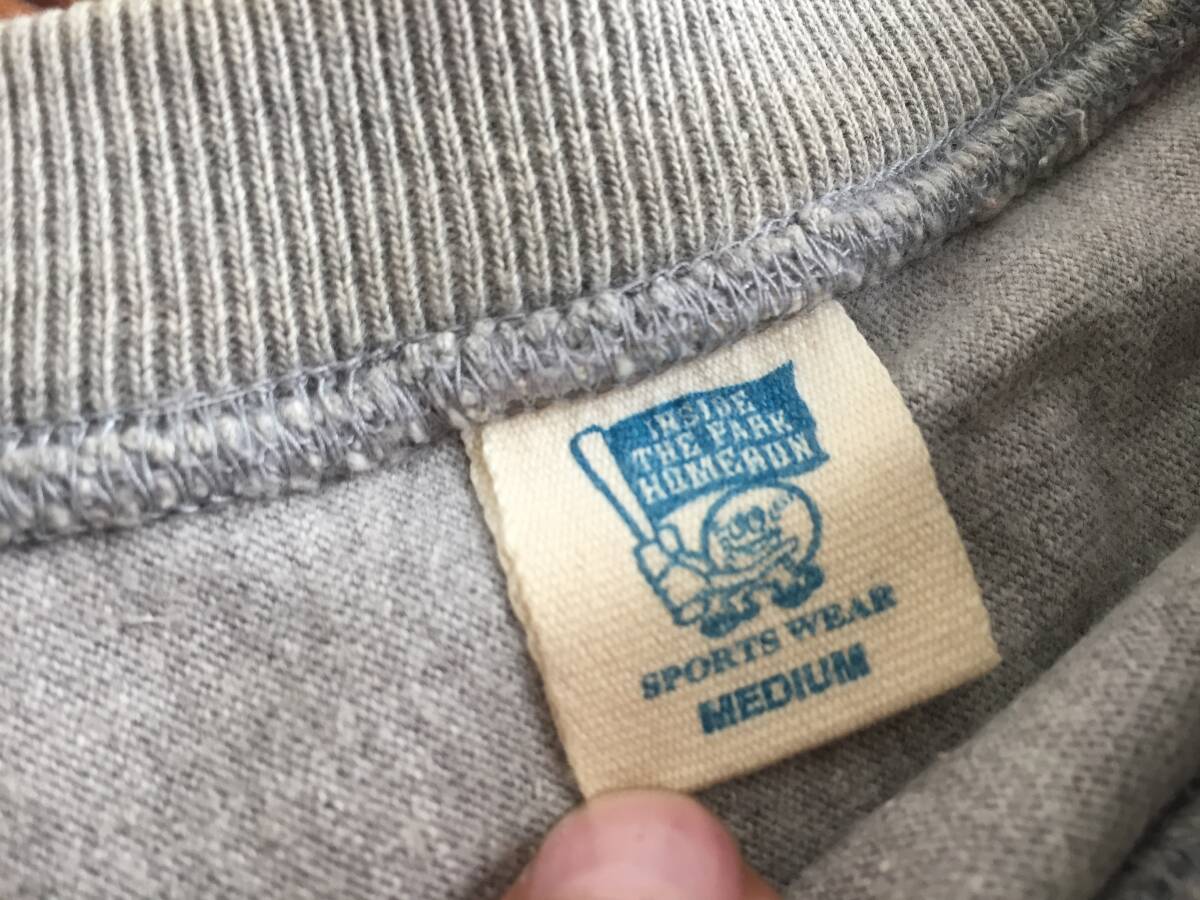 INSIDE
THE PARK
HOMERUN
SPORTS WEAR
MEDIUM